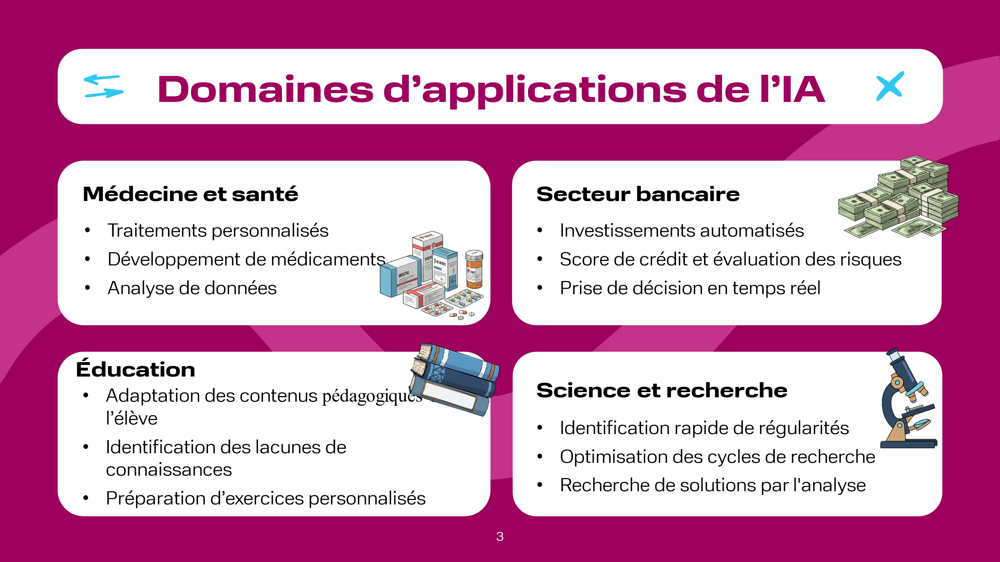 Domaines d’applications de l’IA
Médecine et santé
• Traitements personnalisés
• Développement de médicaments
• Analyse de données
MEDICINE
Secteur bancaire
• Investissements automatisés
• Score de crédit et évaluation des risques
• Prise de décision en temps réel
Éducation
• Adaptation des contenus pédagogiques
l’élève
• Identification des lacunes de
connaissances
• Préparation d’exercices personnalisés
Science et recherche
• Identification rapide de régularités
• Optimisation des cycles de recherche
• Recherche de solutions par l'analyse
3